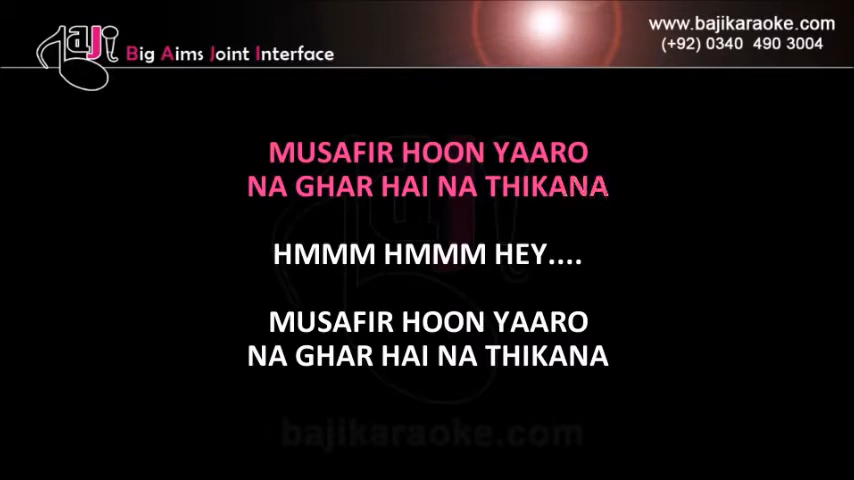 BAJI
Big Aims Joint Interface
www.bajikaraoke.com
(+92) 0340 490 3004
MUSAFIR HOON YAARO
NA GHAR HAI NA THIKANA
HMMM HMMM HEY....
MUSAFIR HOON YAARO
NA GHAR HAI NA THIKANA
bajikaraoke.com